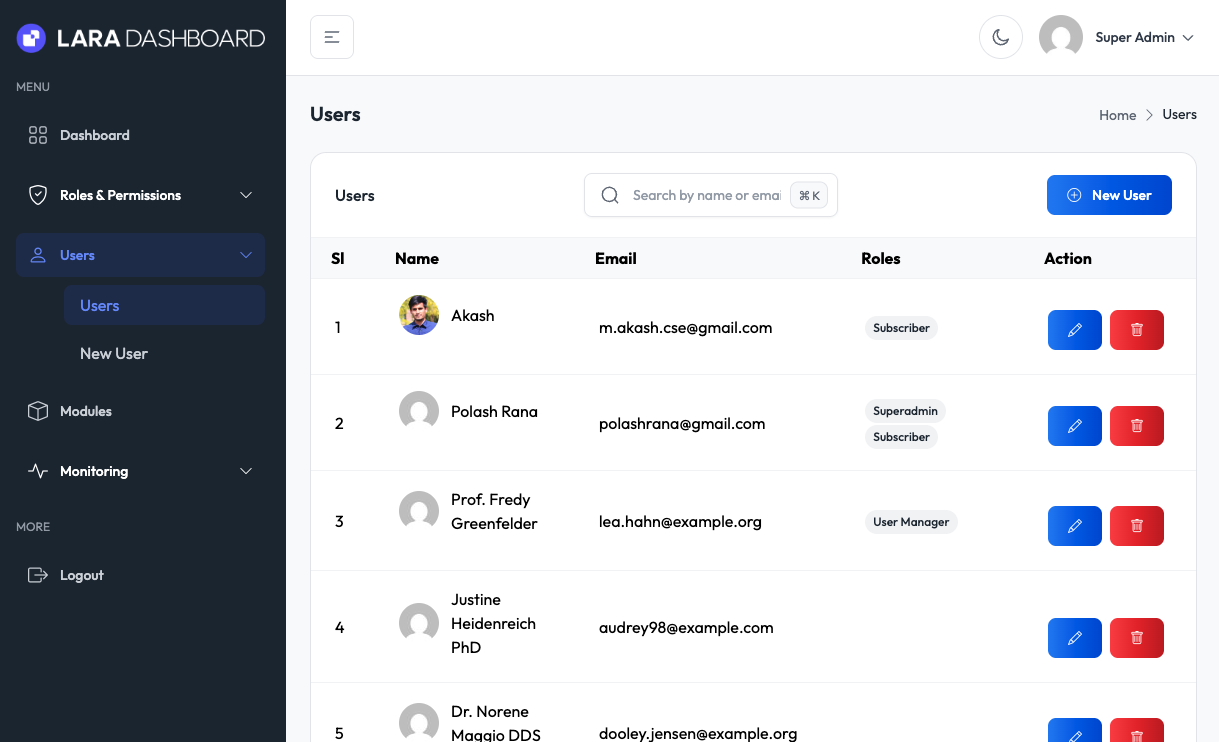 LARA DASHBOARD
Super Admin
MENU
Dashboard
Roles & Permissions
Users
Users
New User
Modules
Monitoring
MORE
Logout
Users
Home > Users
Users
Search by name or emai
⌘ K
New User
Sl Name Email Roles Action
1 Akash m.akash.cse@gmail.com Subscriber
2 Polash Rana polashrana@gmail.com Superadmin
Subscriber
3 Prof. Fredy
Greenfelder lea.hahn@example.org User Manager
4 Justine
Heidenreich
PhD audrey98@example.com
5 Dr. Norene
Maggio DDS dooley.jensen@example.org